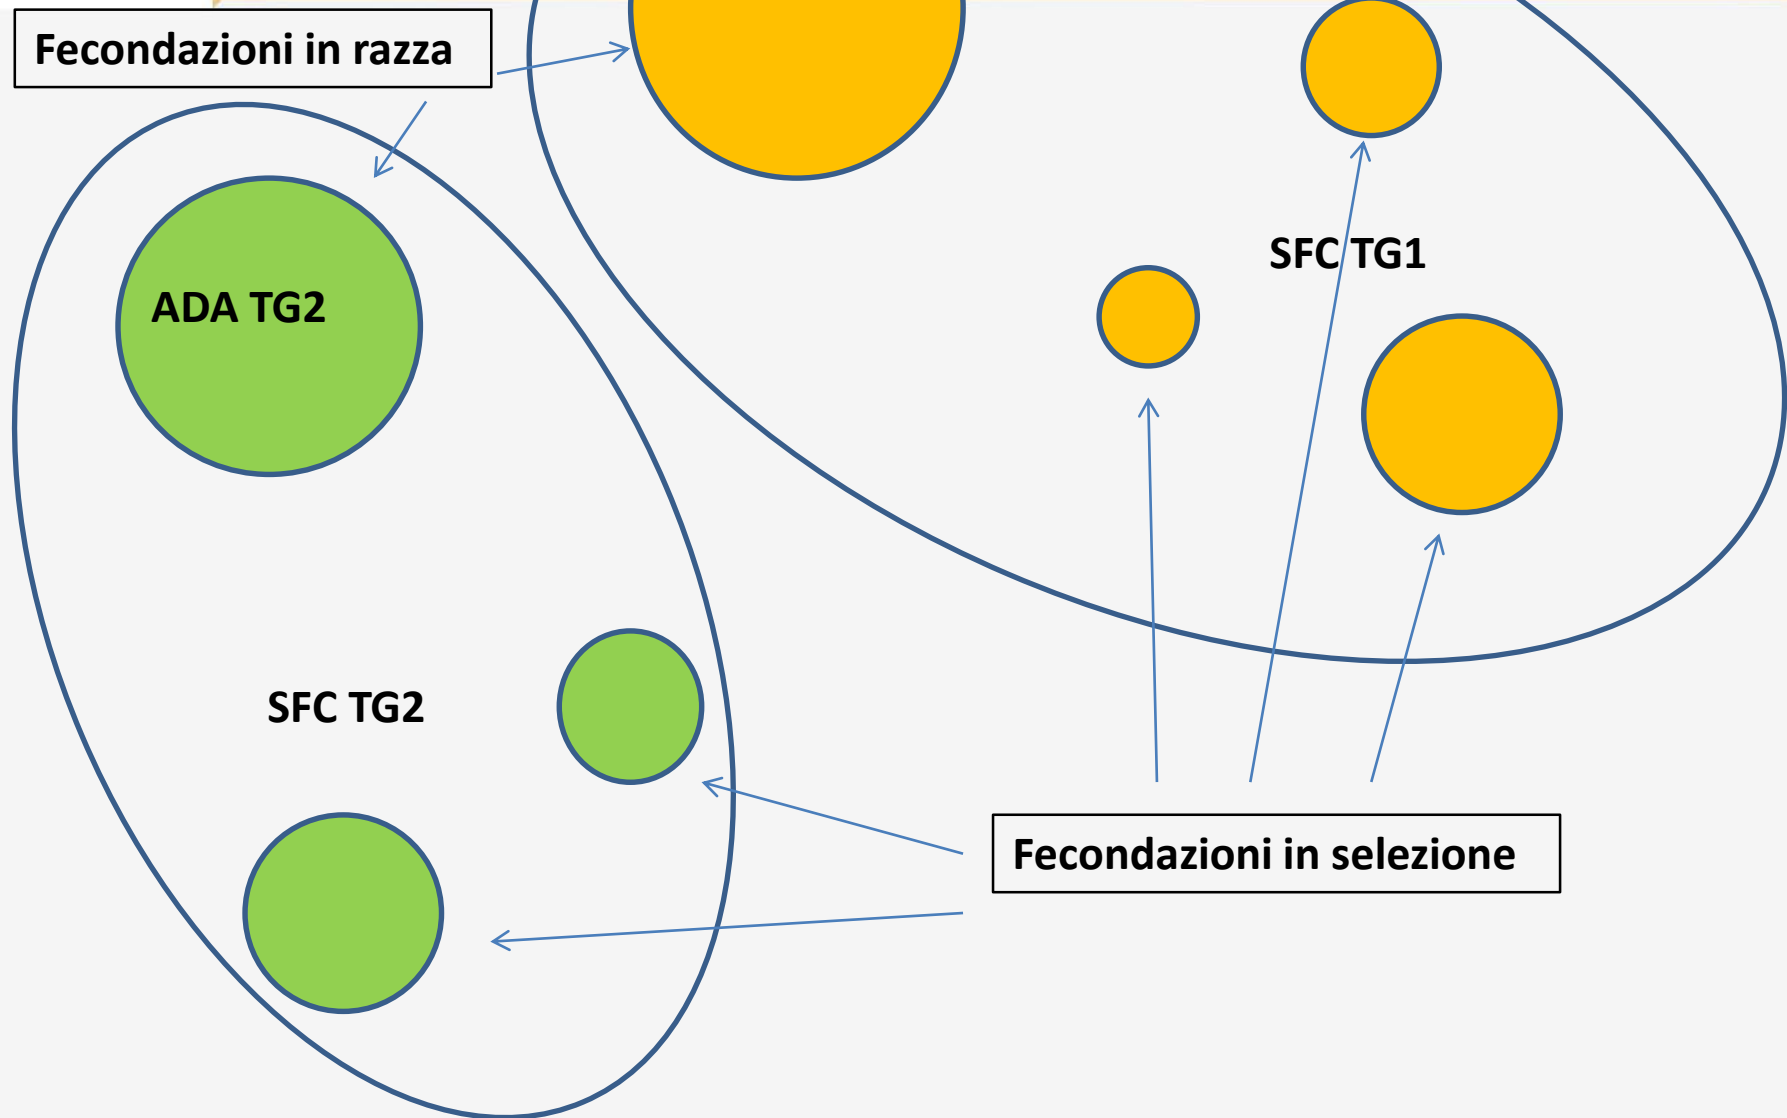 Fecondazioni in razza
SFC TG1
ADA TG2
SFC TG2
Fecondazioni in selezione